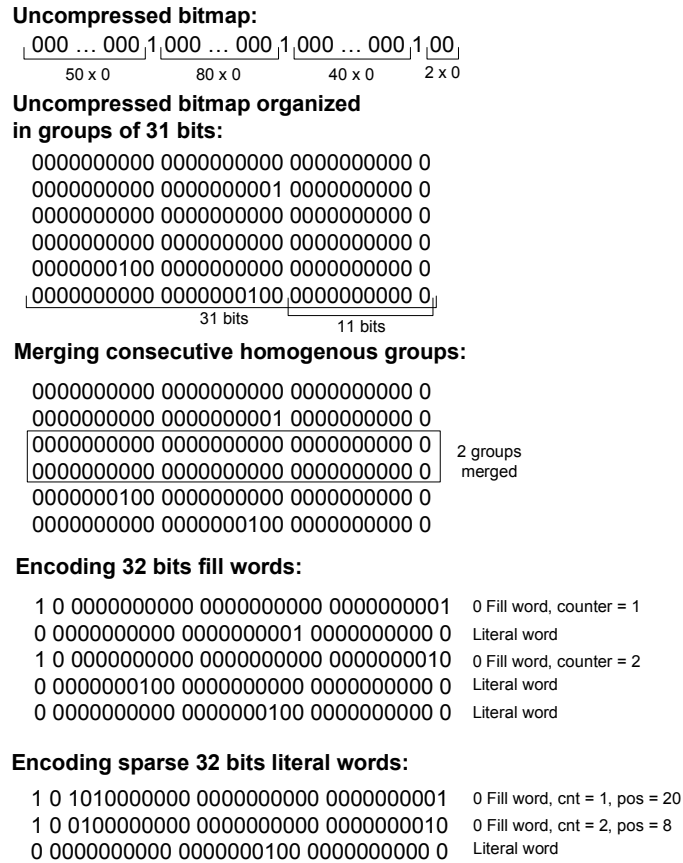 Uncompressed bitmap:
000 ... 000 1 000 ... 000 1 000 ... 000 1 00
50 x 0 80 x 0 40 x 0 2 x 0
Uncompressed bitmap organized
in groups of 31 bits:
0000000000 0000000000 0000000000 0
0000000000 0000000001 0000000000 0
0000000000 0000000000 0000000000 0
0000000000 0000000000 0000000000 0
0000000100 0000000000 0000000000 0
0000000000 0000000100 0000000000 0
31 bits 11 bits
Merging consecutive homogenous groups:
0000000000 0000000000 0000000000 0
0000000000 0000000001 0000000000 0
0000000000 0000000000 0000000000 0
0000000000 0000000000 0000000000 0
2 groups
merged
0000000100 0000000000 0000000000 0
0000000000 0000000100 0000000000 0
Encoding 32 bits fill words:
1 0 0000000000 0000000000 0000000001 0 Fill word, counter = 1
0 0000000000 0000000001 0000000000 0 Literal word
1 0 0000000000 0000000000 0000000010 0 Fill word, counter = 2
0 0000000100 0000000000 0000000000 0 Literal word
0 0000000000 0000000100 0000000000 0 Literal word
Encoding sparse 32 bits literal words:
1 0 1010000000 0000000000 0000000001 0 Fill word, cnt = 1, pos = 20
1 0 0100000000 0000000000 0000000010 0 Fill word, cnt = 2, pos = 8
0 0000000000 0000000100 0000000000 0 Literal word